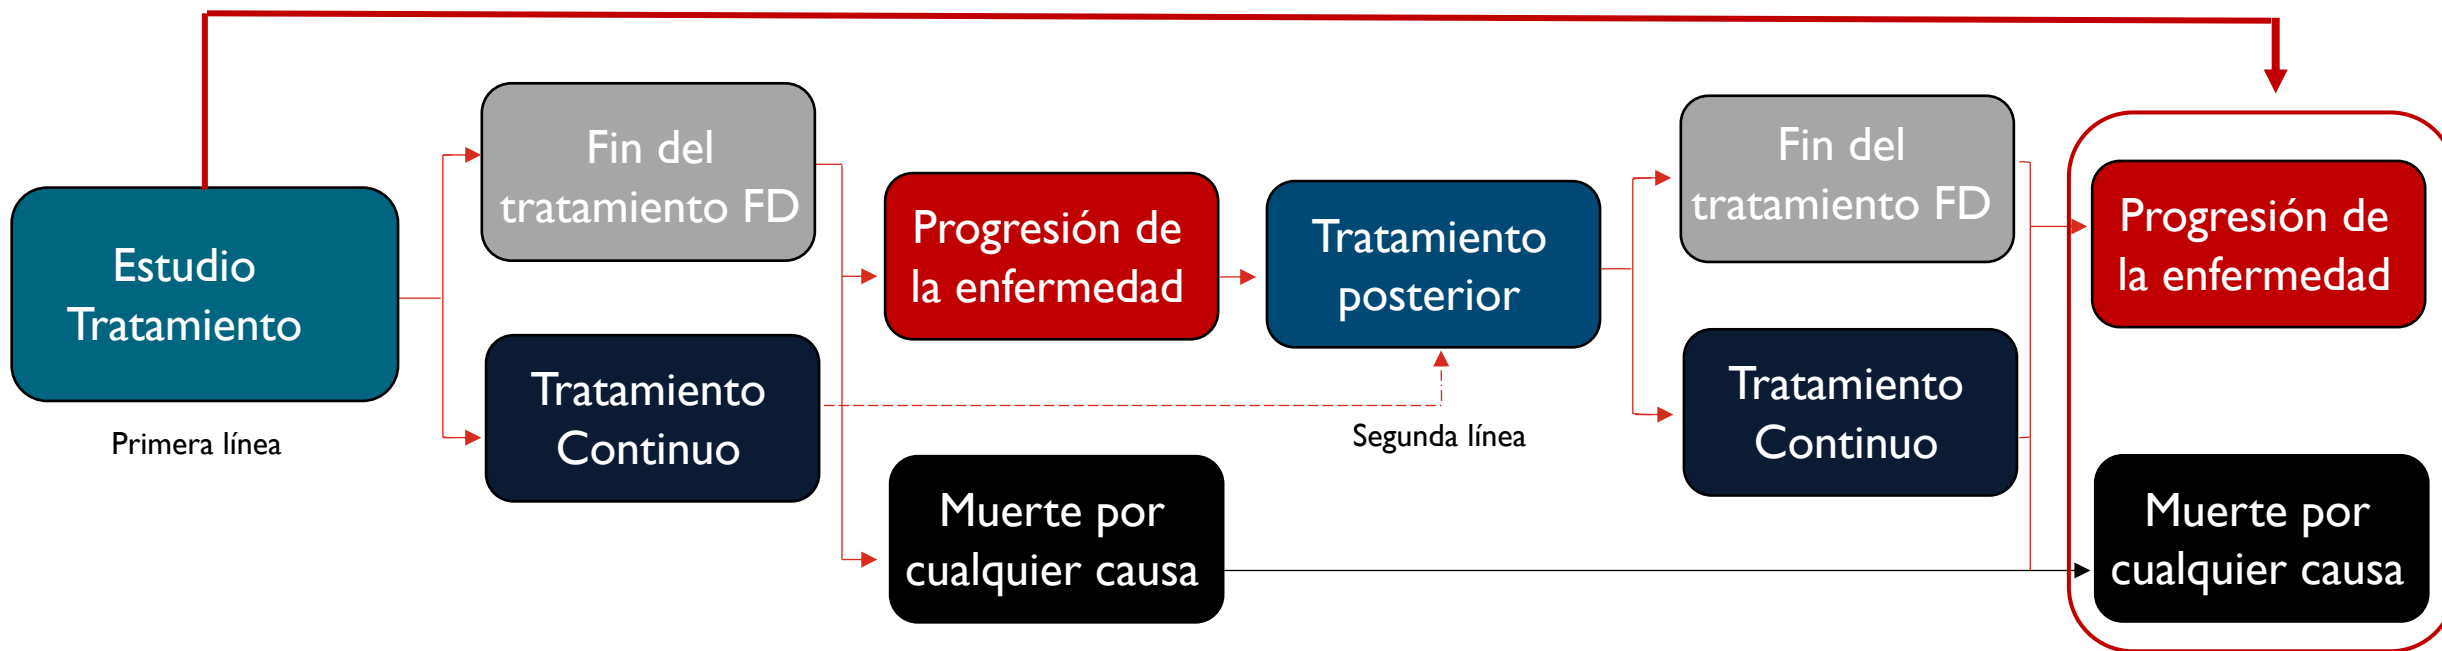 Estudio
Tratamiento
Primera línea
Fin del
tratamiento FD
Tratamiento
Continuo
Progresión de
la enfermedad
Muerte por
cualquier causa
Tratamiento
posterior
Segunda línea
Fin del
tratamiento FD
Tratamiento
Continuo
Progresión de
la enfermedad
Muerte por
cualquier causa